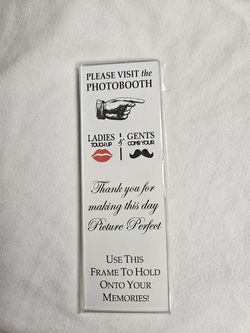 PLEASE VISIT the
PHOTOBOOTH
LADIES & GENTS
TOUCH UP COMB YOUR
Thank you for
making this day
Picture Perfect
USE THIS
FRAME TO HOLD
ONTO YOUR
MEMORIES!